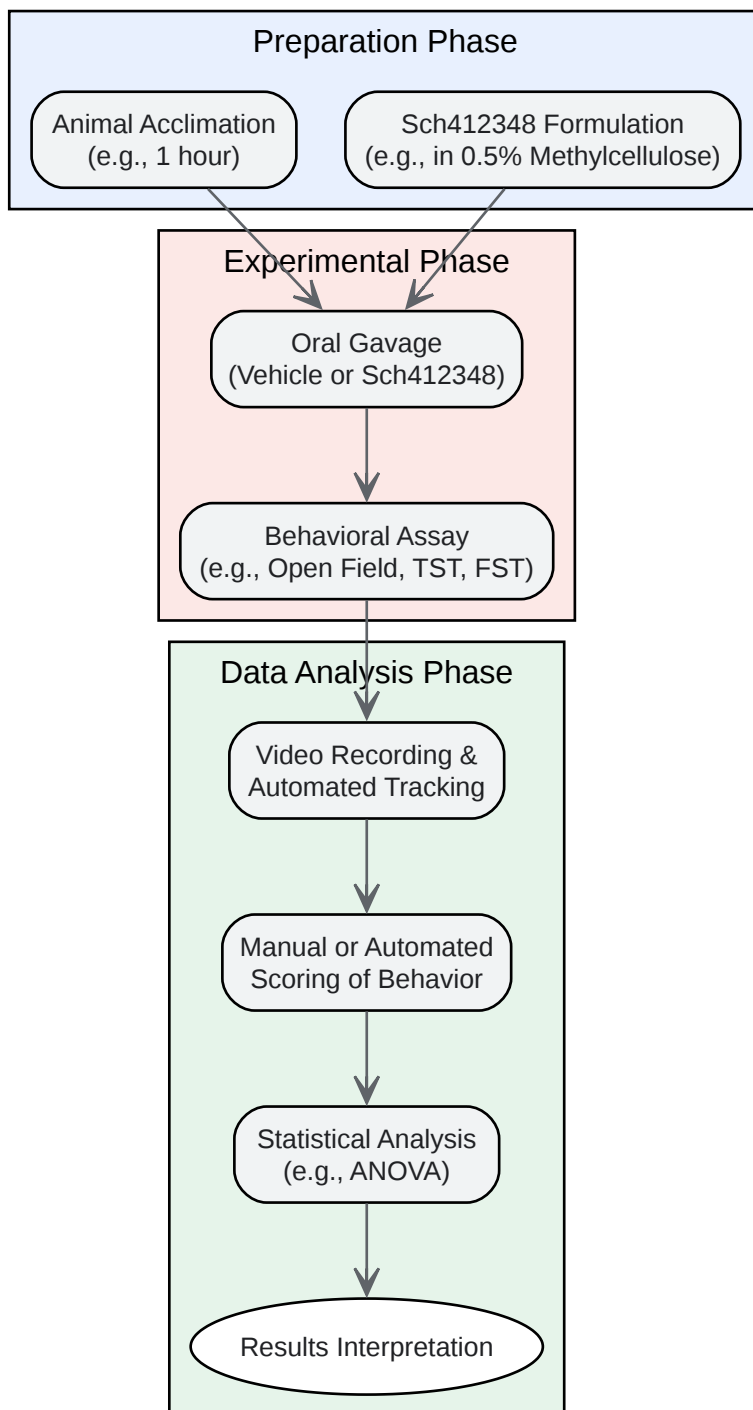 Preparation Phase
Animal Acclimation
(e.g., 1 hour)
Sch412348 Formulation
(e.g., in 0.5% Methylcellulose)
Experimental Phase
Oral Gavage
(Vehicle or Sch412348)
Behavioral Assay
(e.g., Open Field, TST, FST)
Data Analysis Phase
Video Recording &
Automated Tracking
Manual or Automated
Scoring of Behavior
Statistical Analysis
(e.g., ANOVA)
Results Interpretation